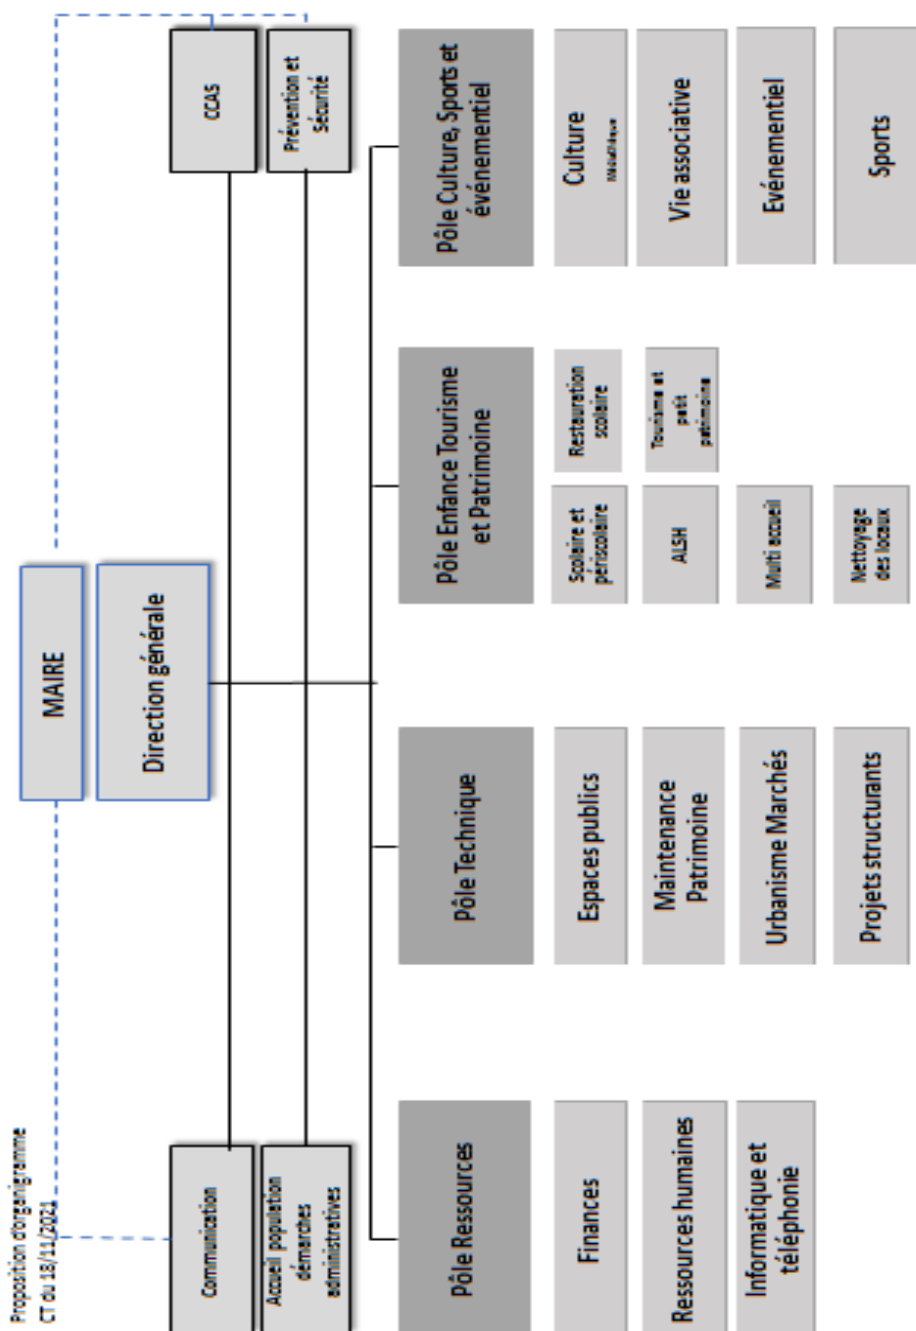 Proposition d'organigramme
CT du 18/11/2021
MAIRE
Direction générale
Communication
CCAS
Accueil population
démarches
administratives
Prévention et
Sécurité
Pôle Ressources
Finances
Ressources humaines
Informatique et
téléphonie
Pôle Technique
Espaces publics
Maintenance
Patrimoine
Urbanisme Marchés
Projets structurants
Pôle Enfance Tourisme
et Patrimoine
Scolaire et
périscolaire
Restauration
scolaire
ALSH
Tourisme et
petit
patrimoine
Multi accueil
Nettoyage
des locaux
Pôle Culture, Sports et
événementiel
Culture
Médiathèque
Vie associative
Evénementiel
Sports